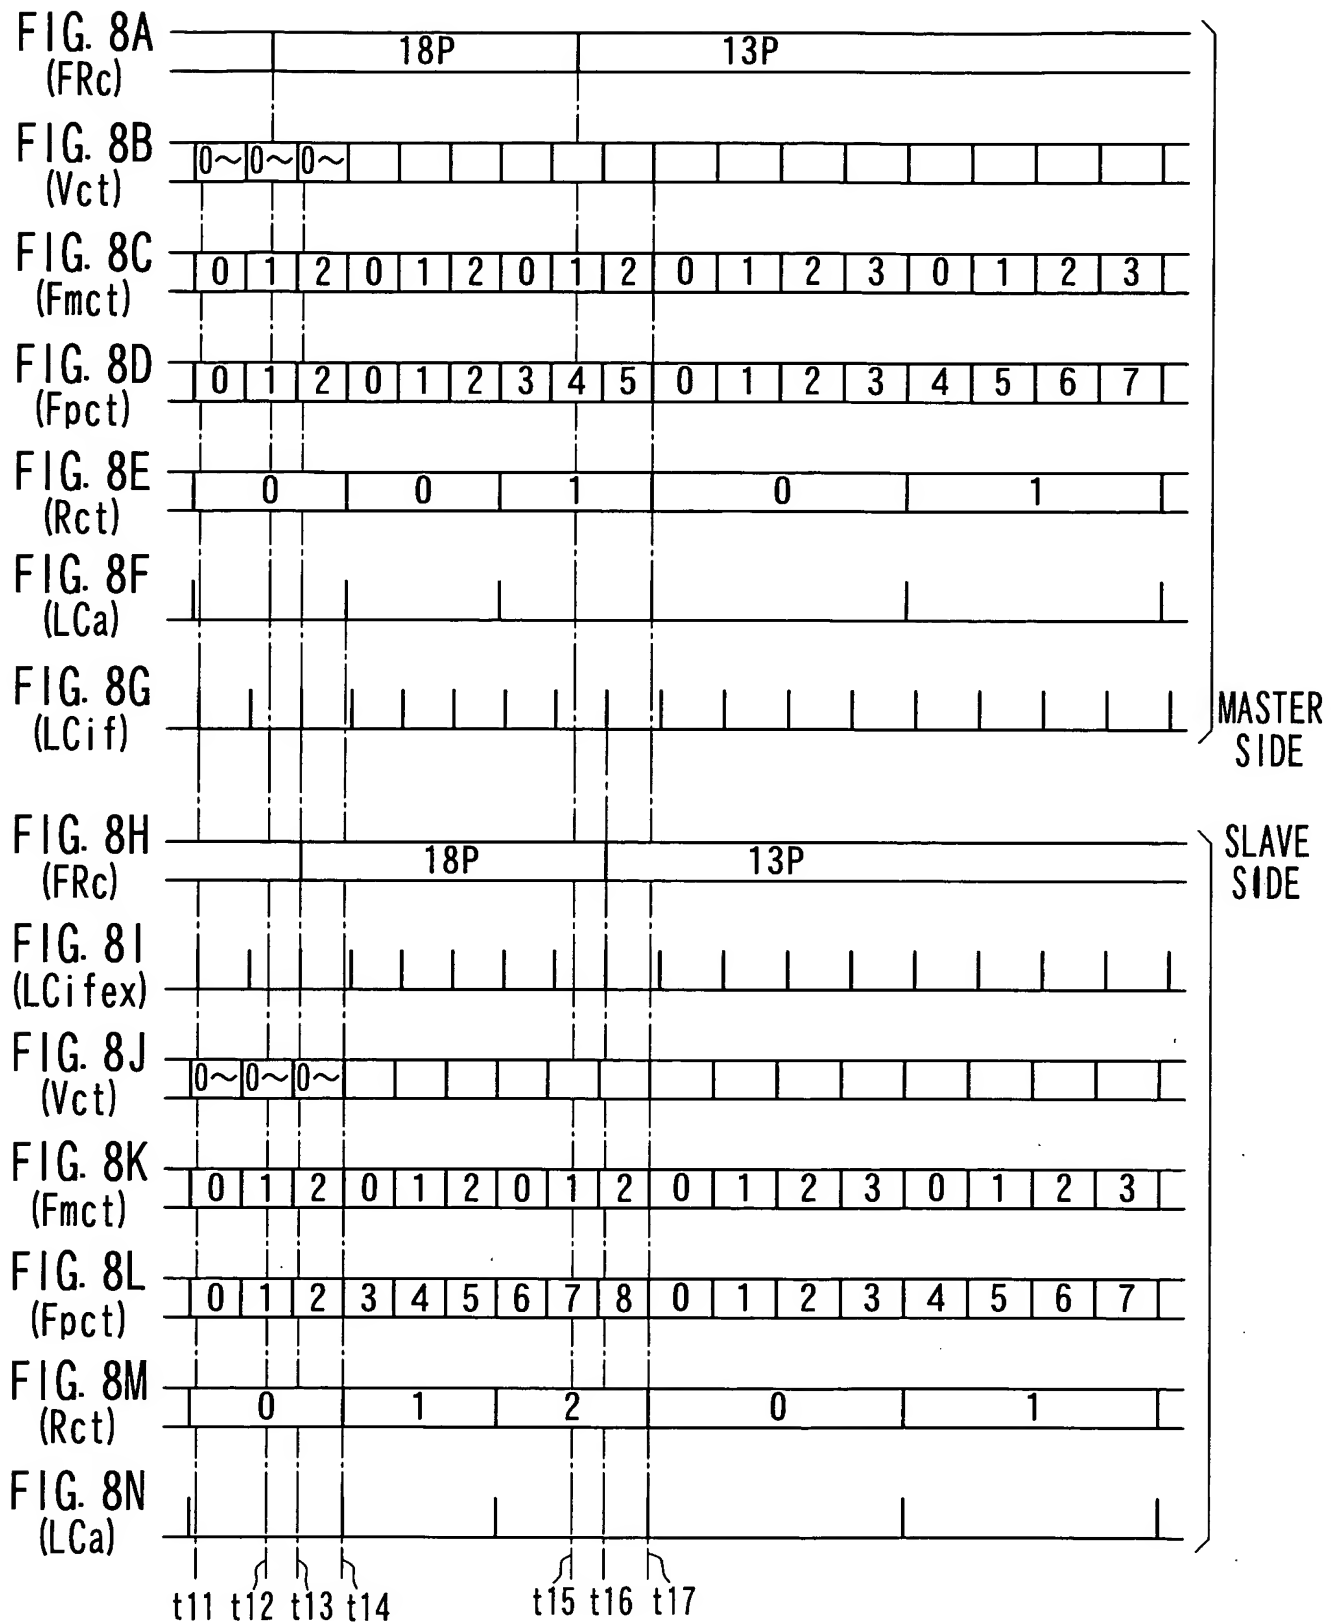 FIG. 8A
(FRc)
18P 13P
FIG. 8B
(Vct)
0~ 0~ 0~
FIG. 8C
(Fmct)
0 1 2 0 1 2 0 1 2 0 1 2 3 0 1 2 3
FIG. 8D
(Fpct)
0 1 2 0 1 2 3 4 5 0 1 2 3 4 5 6 7
FIG. 8E
(Rct)
0 0 1 0 1
FIG. 8F
(LCa)
FIG. 8G
(LCif)
MASTER
SIDE
FIG. 8H
(FRc)
18P 13P
SLAVE
SIDE
FIG. 8I
(LCifex)
FIG. 8J
(Vct)
0~ 0~ 0~
FIG. 8K
(Fmct)
0 1 2 0 1 2 0 1 2 0 1 2 3 0 1 2 3
FIG. 8L
(Fpct)
0 1 2 3 4 5 6 7 8 0 1 2 3 4 5 6 7
FIG. 8M
(Rct)
0 1 2 0 1
FIG. 8N
(LCa)
t11 t12 t13 t14 t15 t16 t17